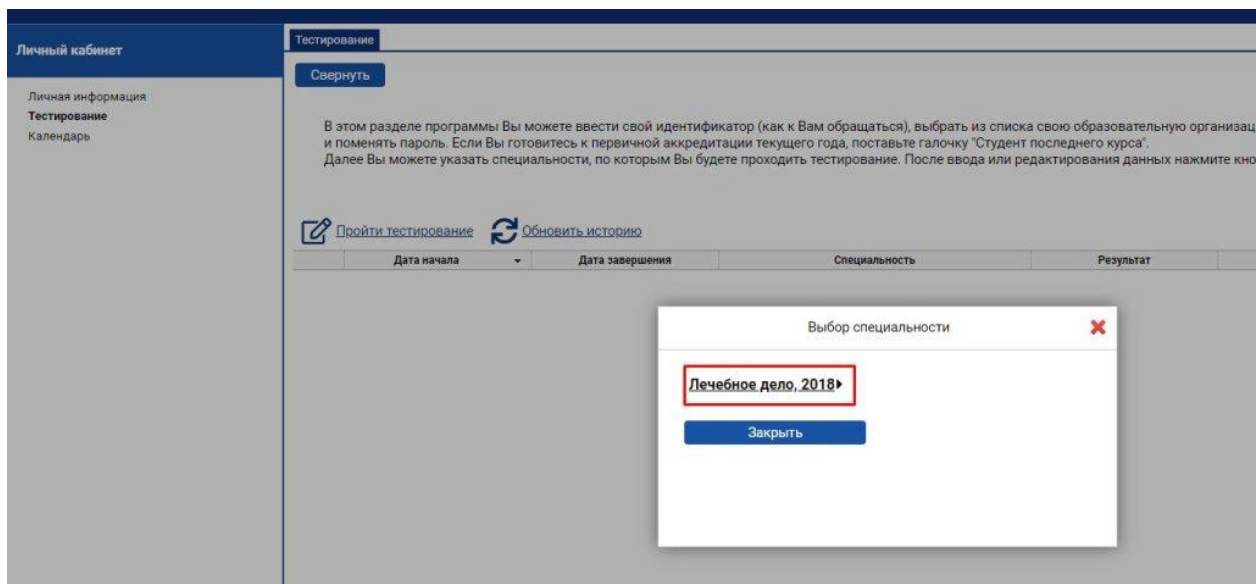 Личный кабинет
Личная информация
Тестирование
Календарь
Тестирование
Свернуть
В этом разделе программы Вы можете ввести свой идентификатор (как к Вам обращаться), выбрать из списка свою образовательную организац
и поменять пароль. Если Вы готовитесь к первичной аккредитации текущего года, поставьте галочку "Студент последнего курса".
Далее Вы можете указать специальности, по которым Вы будете проходить тестирование. После ввода или редактирования данных нажмите кно
Пройти тестирование Обновить историю
Дата начала Дата завершения Специальность Результат
Выбор специальности
Лечебное дело, 2018
Закрыть